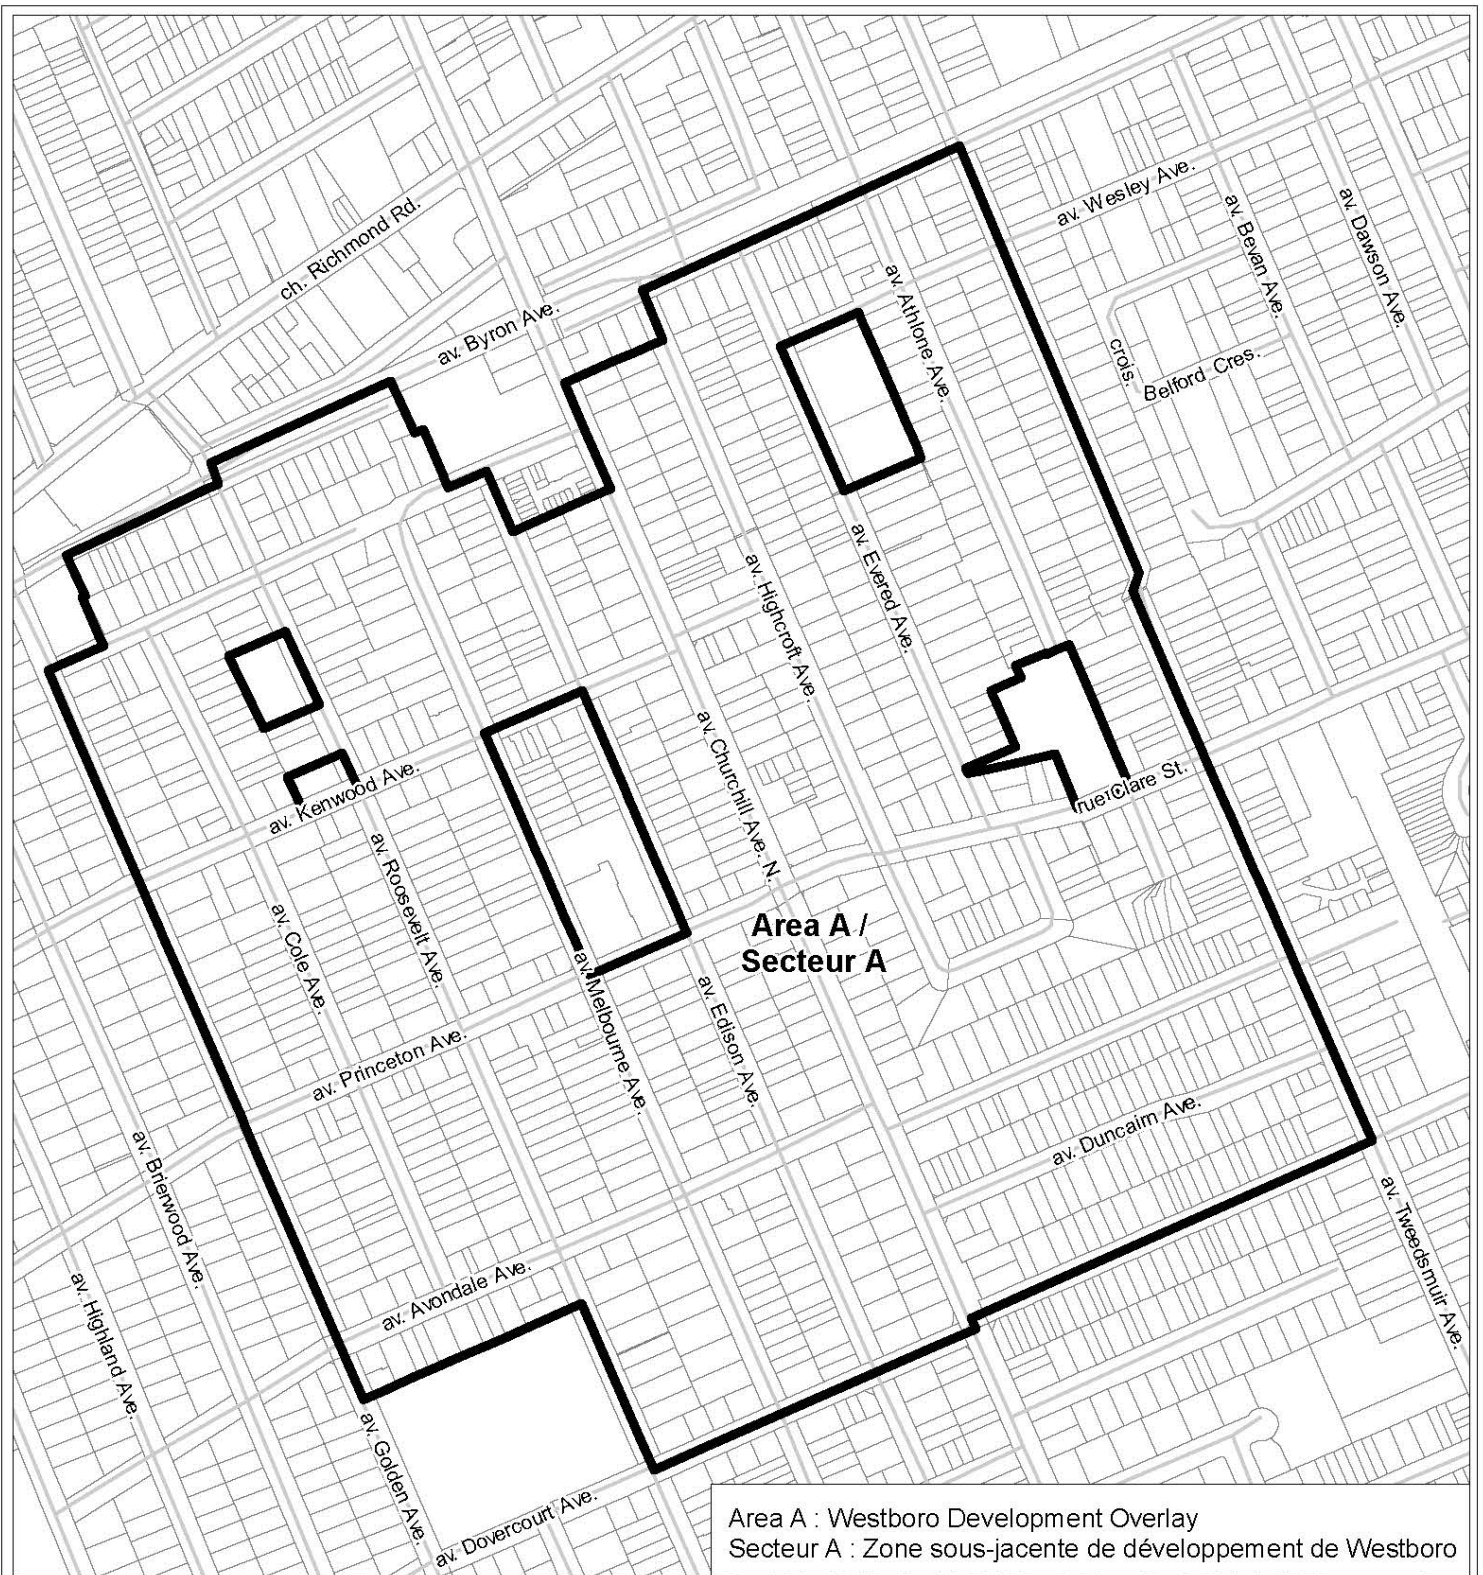 ch. Richmond Rd.
av. Wesley Ave.
av. Bevan Ave.
av. Dawson Ave.
av. Byron Ave.
av. Athlone Ave.
crois.
Belford Cres.
av. Highcroft Ave.
av. Evered Ave.
av. Churchill Ave. N.
rue Clare St.
av. Kenwood Ave.
av. Roosevelt Ave.
av. Cole Ave.
Area A /
Secteur A
av. Melbourne Ave.
av. Edison Ave.
av. Princeton Ave.
av. Duncairn Ave.
av. Brierwood Ave.
av. Highland Ave.
av. Avondale Ave.
av. Tweedsmuir Ave.
av. Golden Ave.
av. Dovercourt Ave.
Area A : Westboro Development Overlay
Secteur A : Zone sous-jacente de développement de Westboro